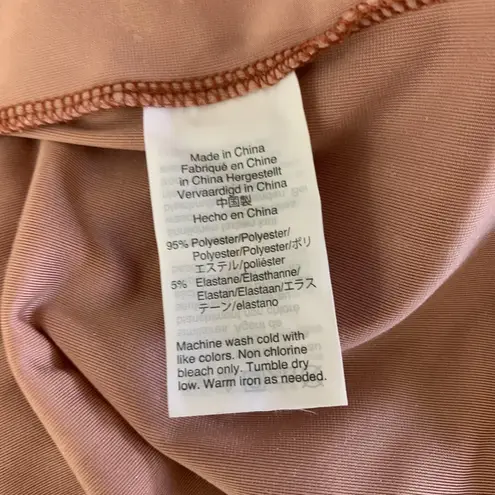 Made in China
Fabriqué en Chine
in China Hergestellt
Vervaardigd in China
中国製
Hecho en China
95% Polyester/Polyester/
Polyester/Polyester/ポリ
エステル/poliéster
5% Elastane/Élasthanne/
Elastan/Elastaan/エラス
テーン/elastano
Machine wash cold with
like colors. Non chlorine
bleach only. Tumble dry
low. Warm iron as needed.